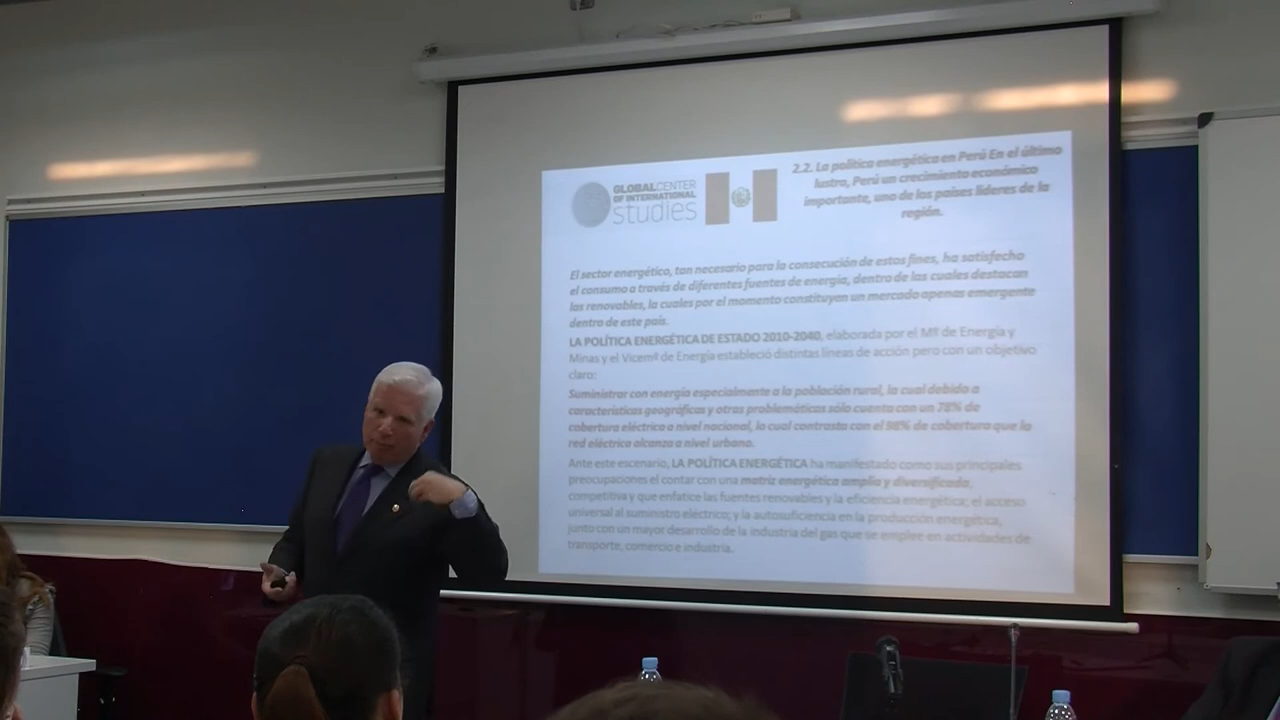 GLOBALCENTER
OF INTERNATIONAL
studies
2.2. La política energética en Perú En el último
lustro, Perú un crecimiento económico
importante, uno de los países líderes de la
región.
El sector energético, tan necesario para la consecución de estos fines, ha satisfecho
el consumo a través de diferentes fuentes de energía, dentro de las cuales destacan
las renovables, la cuales por el momento constituyen un mercado apenas emergente
dentro de este país.
LA POLÍTICA ENERGÉTICA DE ESTADO 2010-2040, elaborada por el Mº de Energía y
Minas y el Vicemº de Energía estableció distintas líneas de acción pero con un objetivo
claro:
Suministrar con energía especialmente a la población rural, la cual debido a
características geográficas y otras problemáticas sólo cuenta con un 78% de
cobertura eléctrica a nivel nacional, lo cual contrasta con el 98% de cobertura que la
red eléctrica alcanza a nivel urbano.
Ante este escenario, LA POLÍTICA ENERGÉTICA ha manifestado como sus principales
preocupaciones el contar con una matriz energética amplia y diversificada,
competitiva y que enfatice las fuentes renovables y la eficiencia energética; el acceso
universal al suministro eléctrico; y la autosuficiencia en la producción energética,
junto con un mayor desarrollo de la industria del gas que se emplee en actividades de
transporte, comercio e industria.